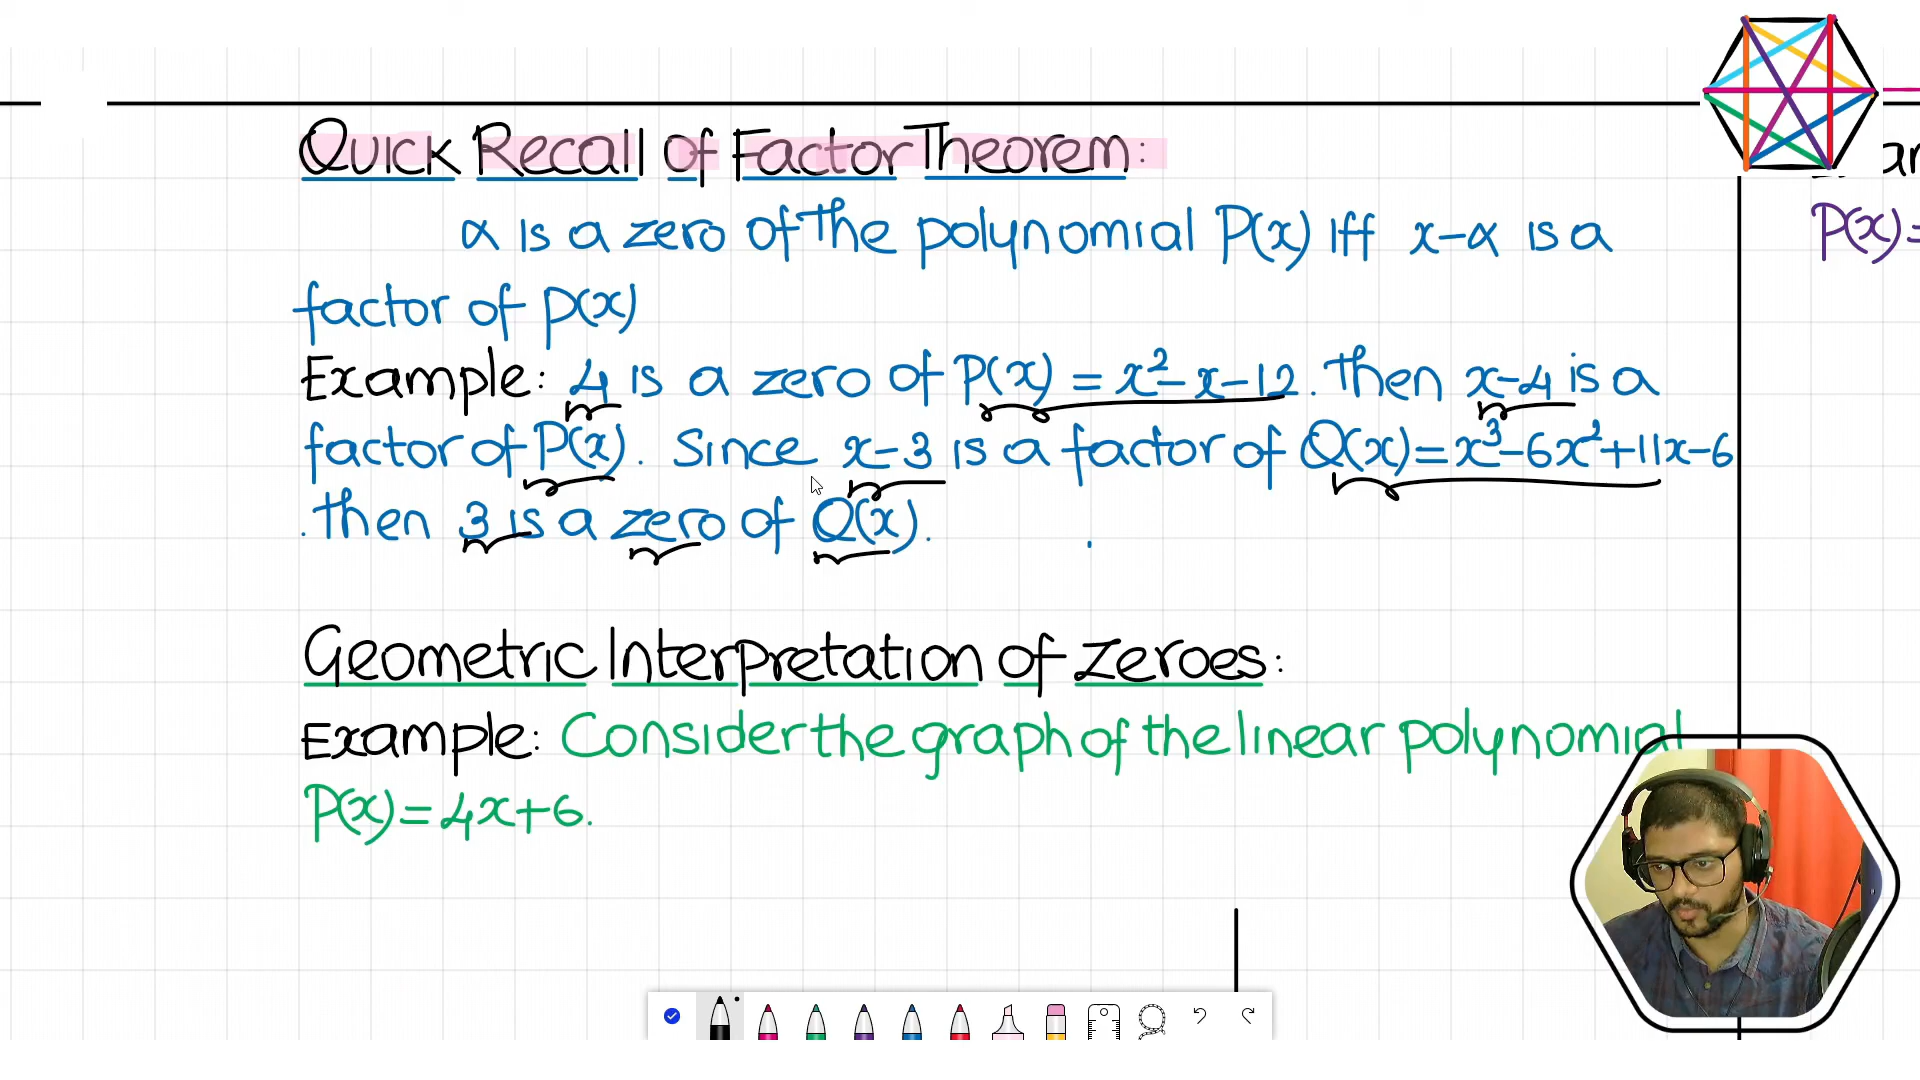 Quick Recall of Factor Theorem:
α is a zero of the polynomial P(x) iff x-α is a
factor of P(x)
Example: 4 is a zero of P(x) = x²-x-12. Then x-4 is a
factor of P(x). Since x-3 is a factor of Q(x)=x³-6x²+11x-6
. Then 3 is a zero of Q(x).
Geometric Interpretation of zeroes:
Example: Consider the graph of the linear polynomial
P(x)=4x+6.
P(x)=